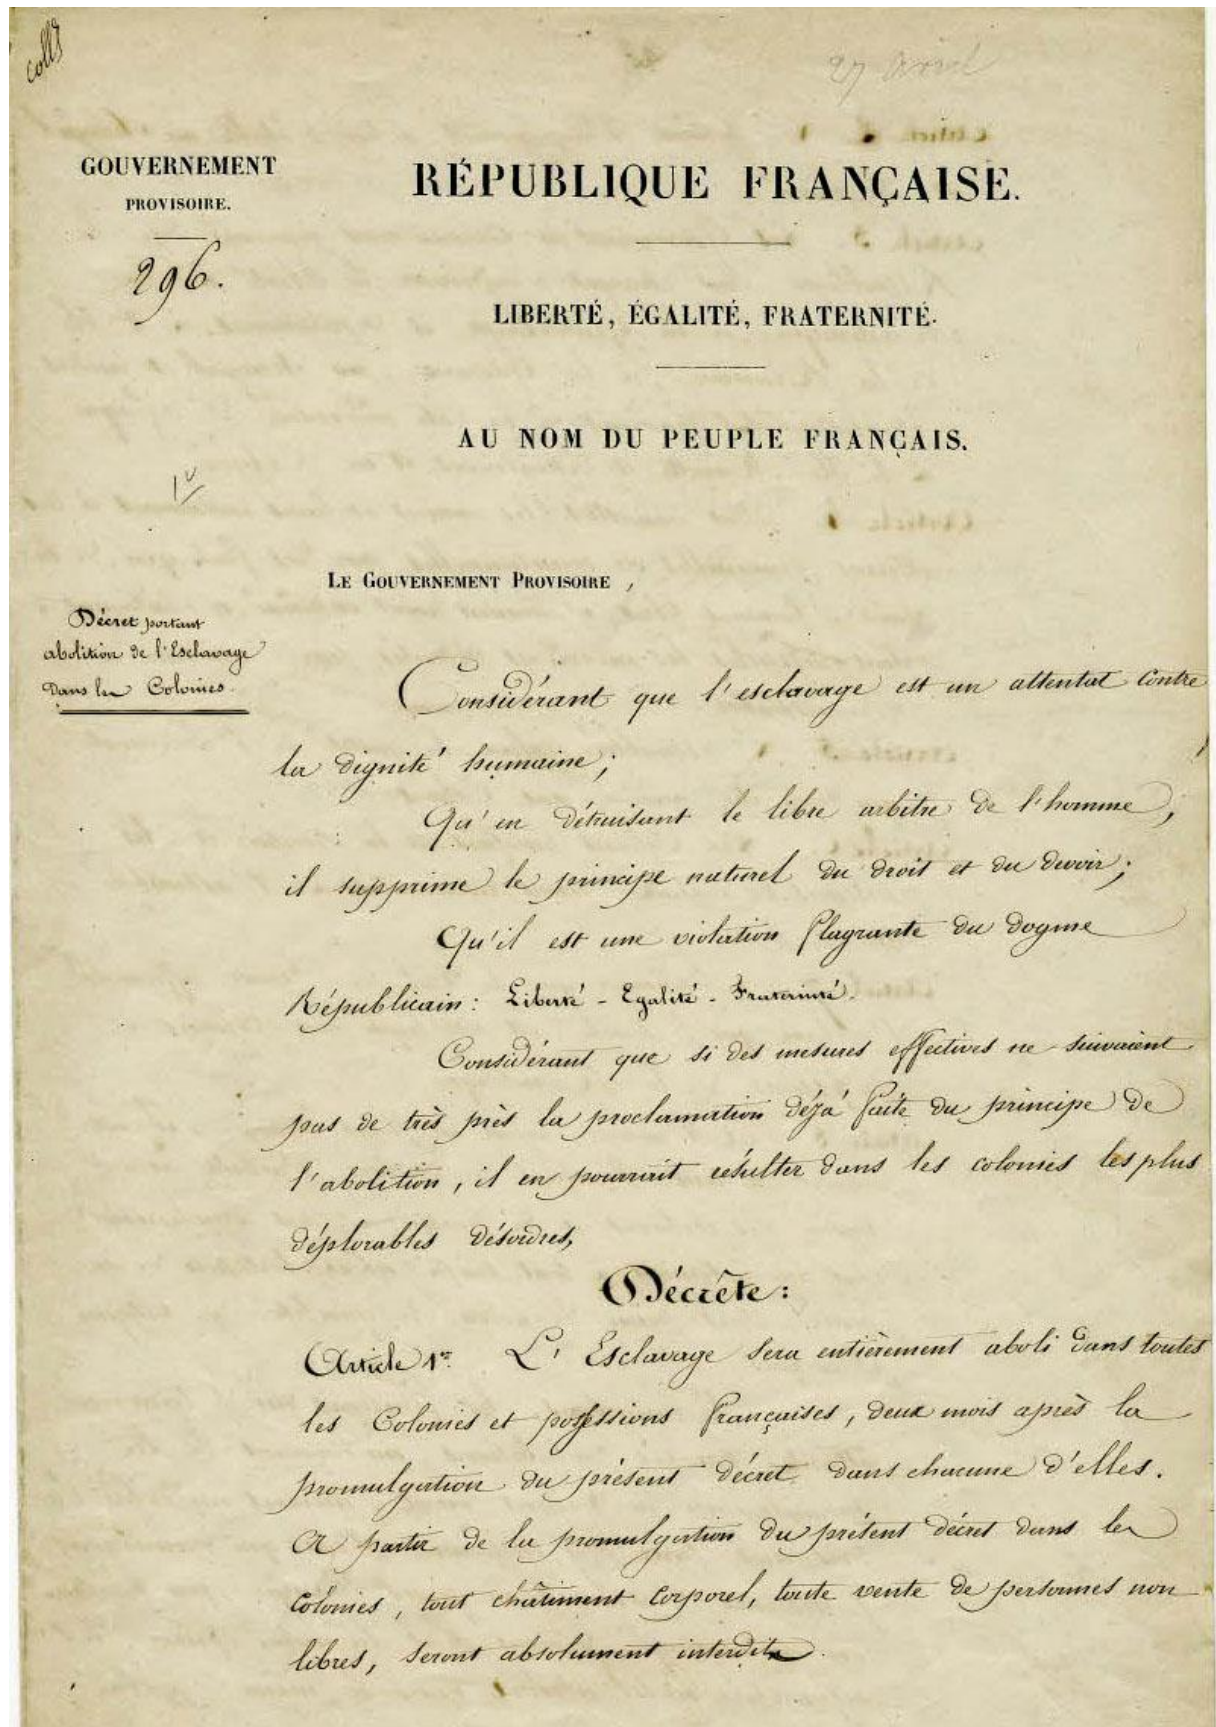 coll
27 avril
GOUVERNEMENT
PROVISOIRE.
296.
RÉPUBLIQUE FRANÇAISE.
LIBERTÉ, ÉGALITÉ, FRATERNITÉ.
AU NOM DU PEUPLE FRANÇAIS.
LE GOUVERNEMENT PROVISOIRE,
Décret portant
abolition de l'Esclavage
dans les Colonies.
Considérant que l'esclavage est un attentat contre
la dignité humaine;
Qu'en détruisant le libre arbitre de l'homme,
il supprime le principe naturel du droit et du devoir;
Qu'il est une violation flagrante du dogme
Républicain: Liberté - Egalité - Fraternité.
Considérant que si des mesures effectives ne suivaient
pas de très près la proclamation déjà faite du principe de
l'abolition, il en pourrait résulter dans les colonies les plus
déplorables désordres,
Décrète:
Article 1er. L'Esclavage sera entièrement aboli dans toutes
les Colonies et possessions françaises, deux mois après la
promulgation du présent décret dans chacune d'elles.
A partir de la promulgation du présent décret dans les
colonies, tout châtiment corporel, toute vente de personnes non
libres, seront absolument interdits.